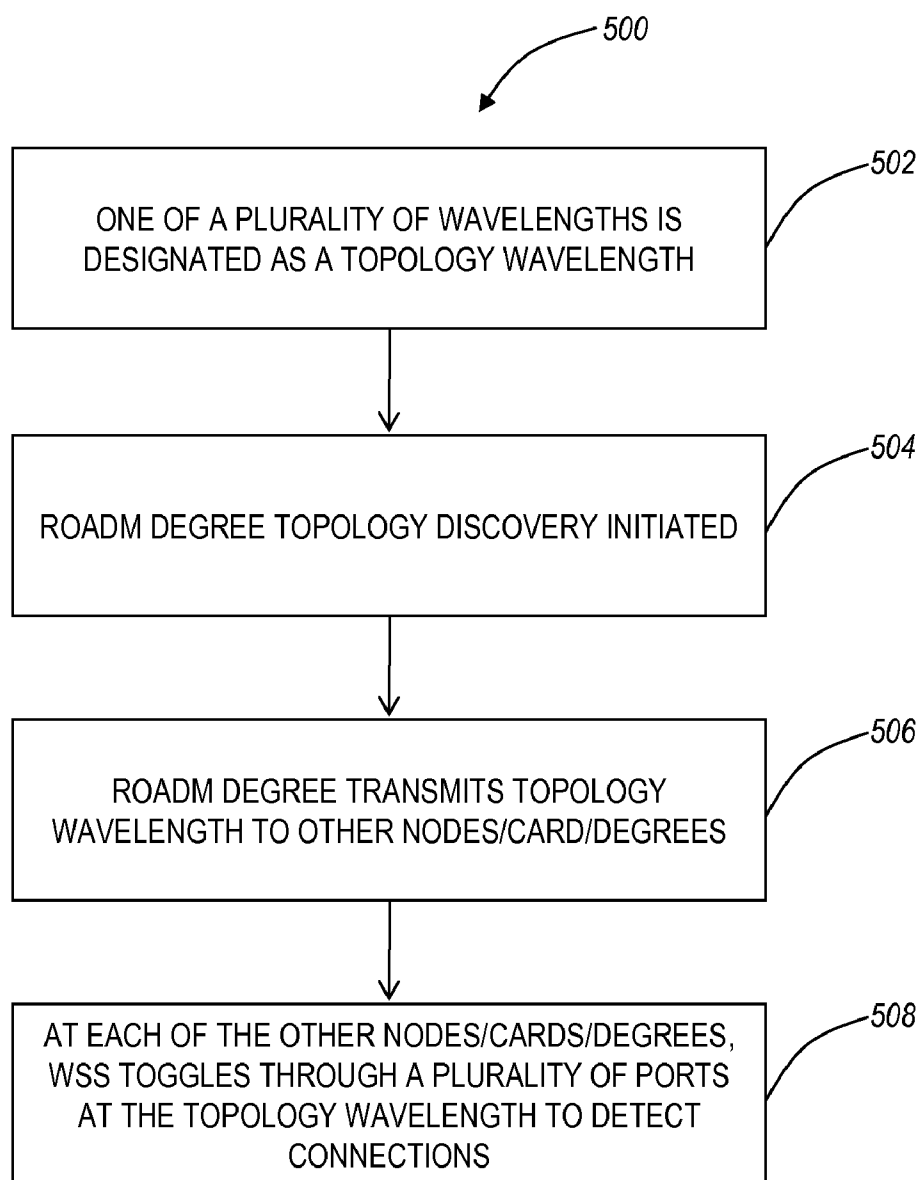 500
502
ONE OF A PLURALITY OF WAVELENGTHS IS
DESIGNATED AS A TOPOLOGY WAVELENGTH
504
ROADM DEGREE TOPOLOGY DISCOVERY INITIATED
506
ROADM DEGREE TRANSMITS TOPOLOGY
WAVELENGTH TO OTHER NODES/CARD/DEGREES
508
AT EACH OF THE OTHER NODES/CARDS/DEGREES,
WSS TOGGLES THROUGH A PLURALITY OF PORTS
AT THE TOPOLOGY WAVELENGTH TO DETECT
CONNECTIONS